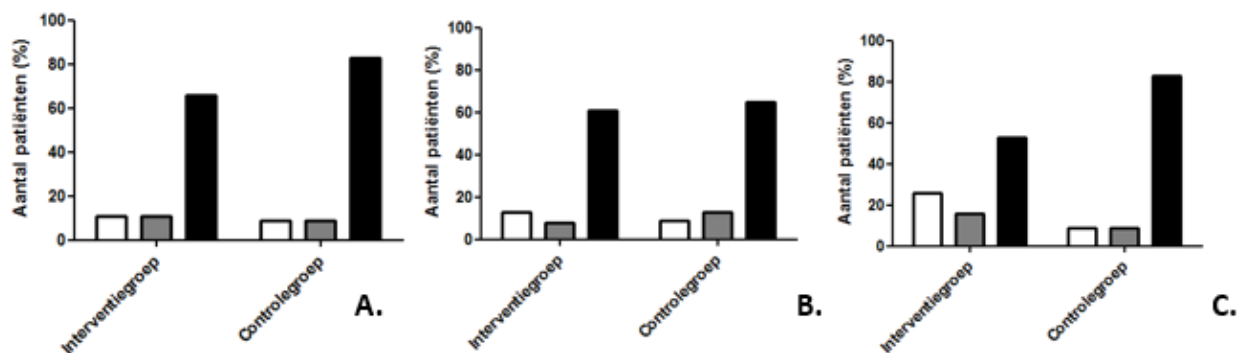 Aantal patiënten (%)
100
80
60
40
20
0
Interventiegroep
Controlegroep
A.
Aantal patiënten (%)
100
80
60
40
20
0
Interventiegroep
Controlegroep
B.
Aantal patiënten (%)
100
80
60
40
20
0
Interventiegroep
Controlegroep
C.